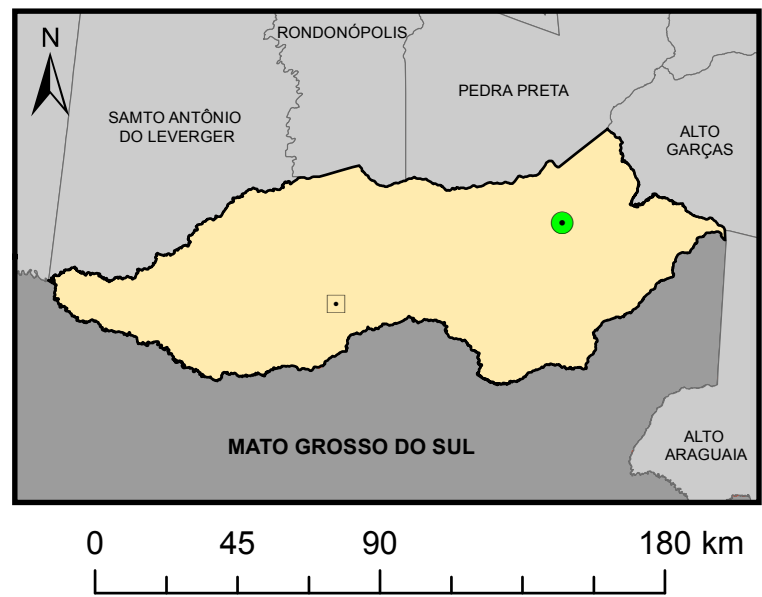 N
RONDONÓPOLIS
PEDRA PRETA
SAMTO ANTÔNIO
DO LEVERGER
ALTO
GARÇAS
MATO GROSSO DO SUL
ALTO
ARAGUAIA
0 45 90 180 km